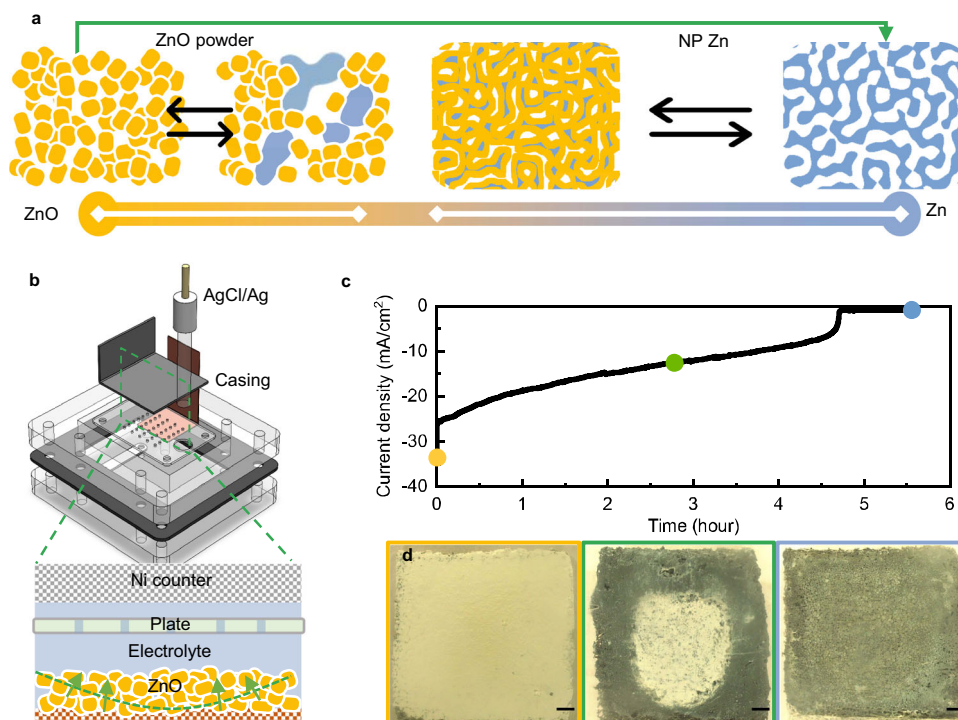 a
ZnO powder
NP Zn
ZnO
Zn
b
AgCl/Ag
Casing
Ni counter
Plate
Electrolyte
ZnO
c
Current density (mA/cm²)
0
-10
-20
-30
-40
0 1 2 3 4 5 6
Time (hour)
d